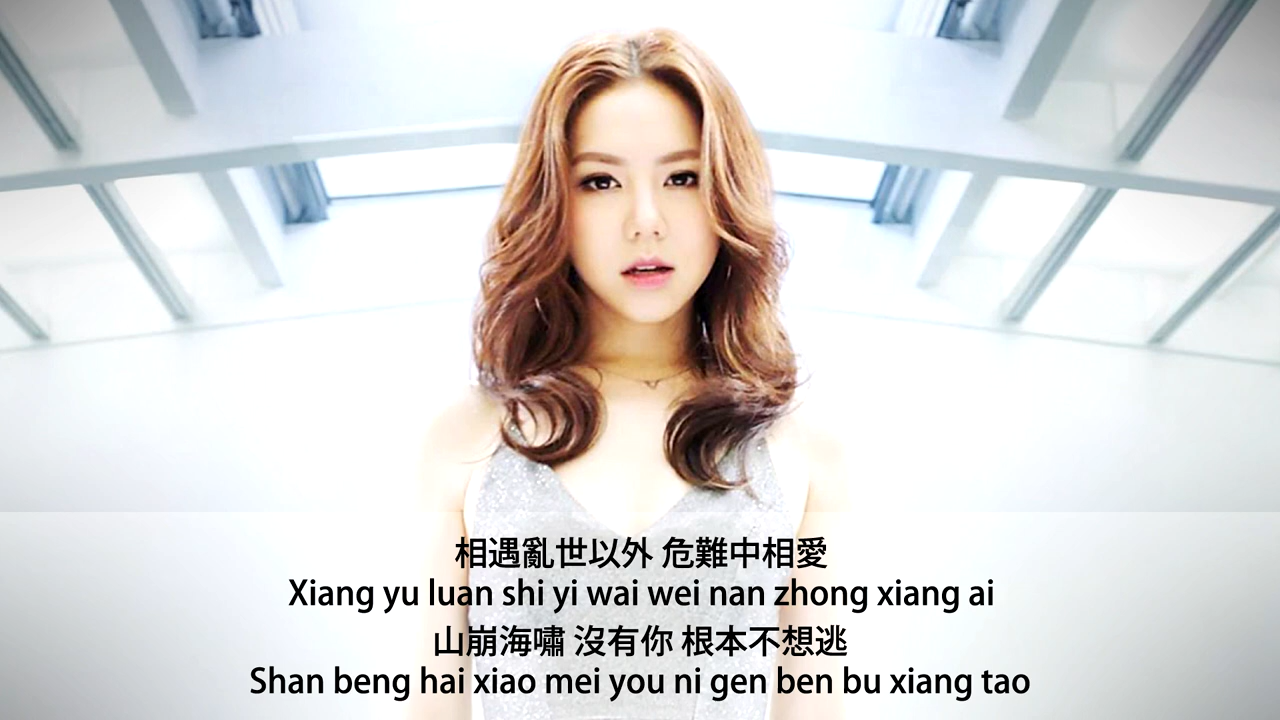 相遇亂世以外 危難中相愛
Xiang yu luan shi yi wai wei nan zhong xiang ai
山崩海嘯 沒有你 根本不想逃
Shan beng hai xiao mei you ni gen ben bu xiang tao